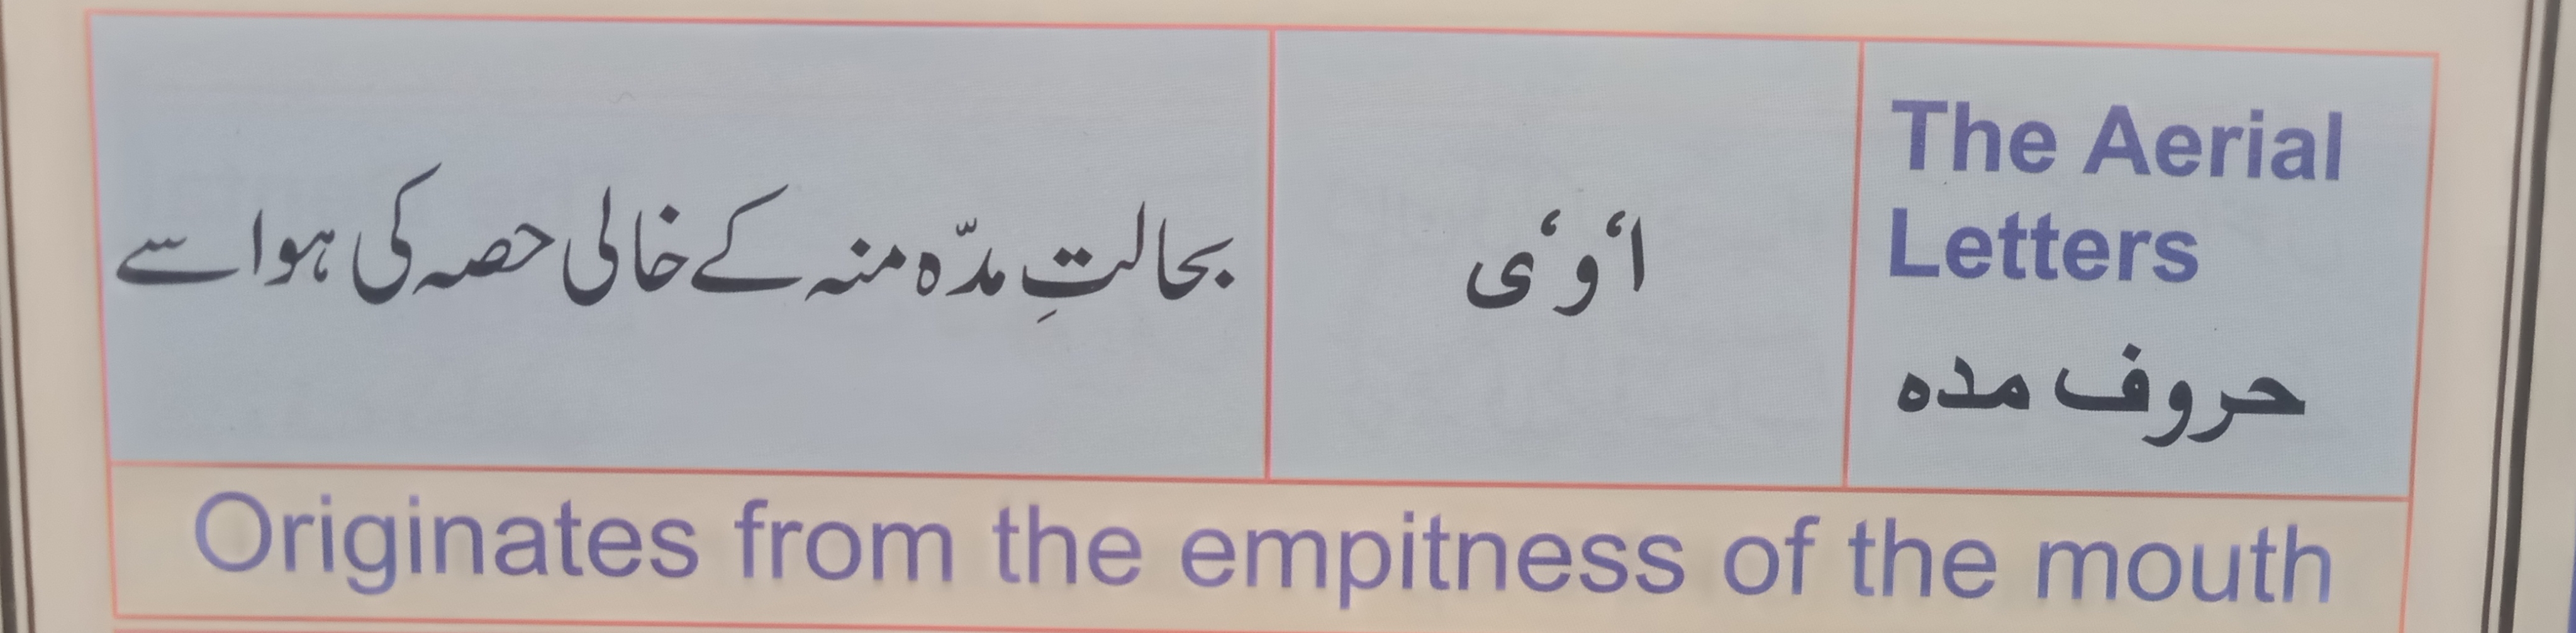 The Aerial
Letters
حروف مدہ
ا، و، ی
بحالتِ مدّہ منہ کے خالی حصہ کی ہوا سے
Originates from the empitness of the mouth